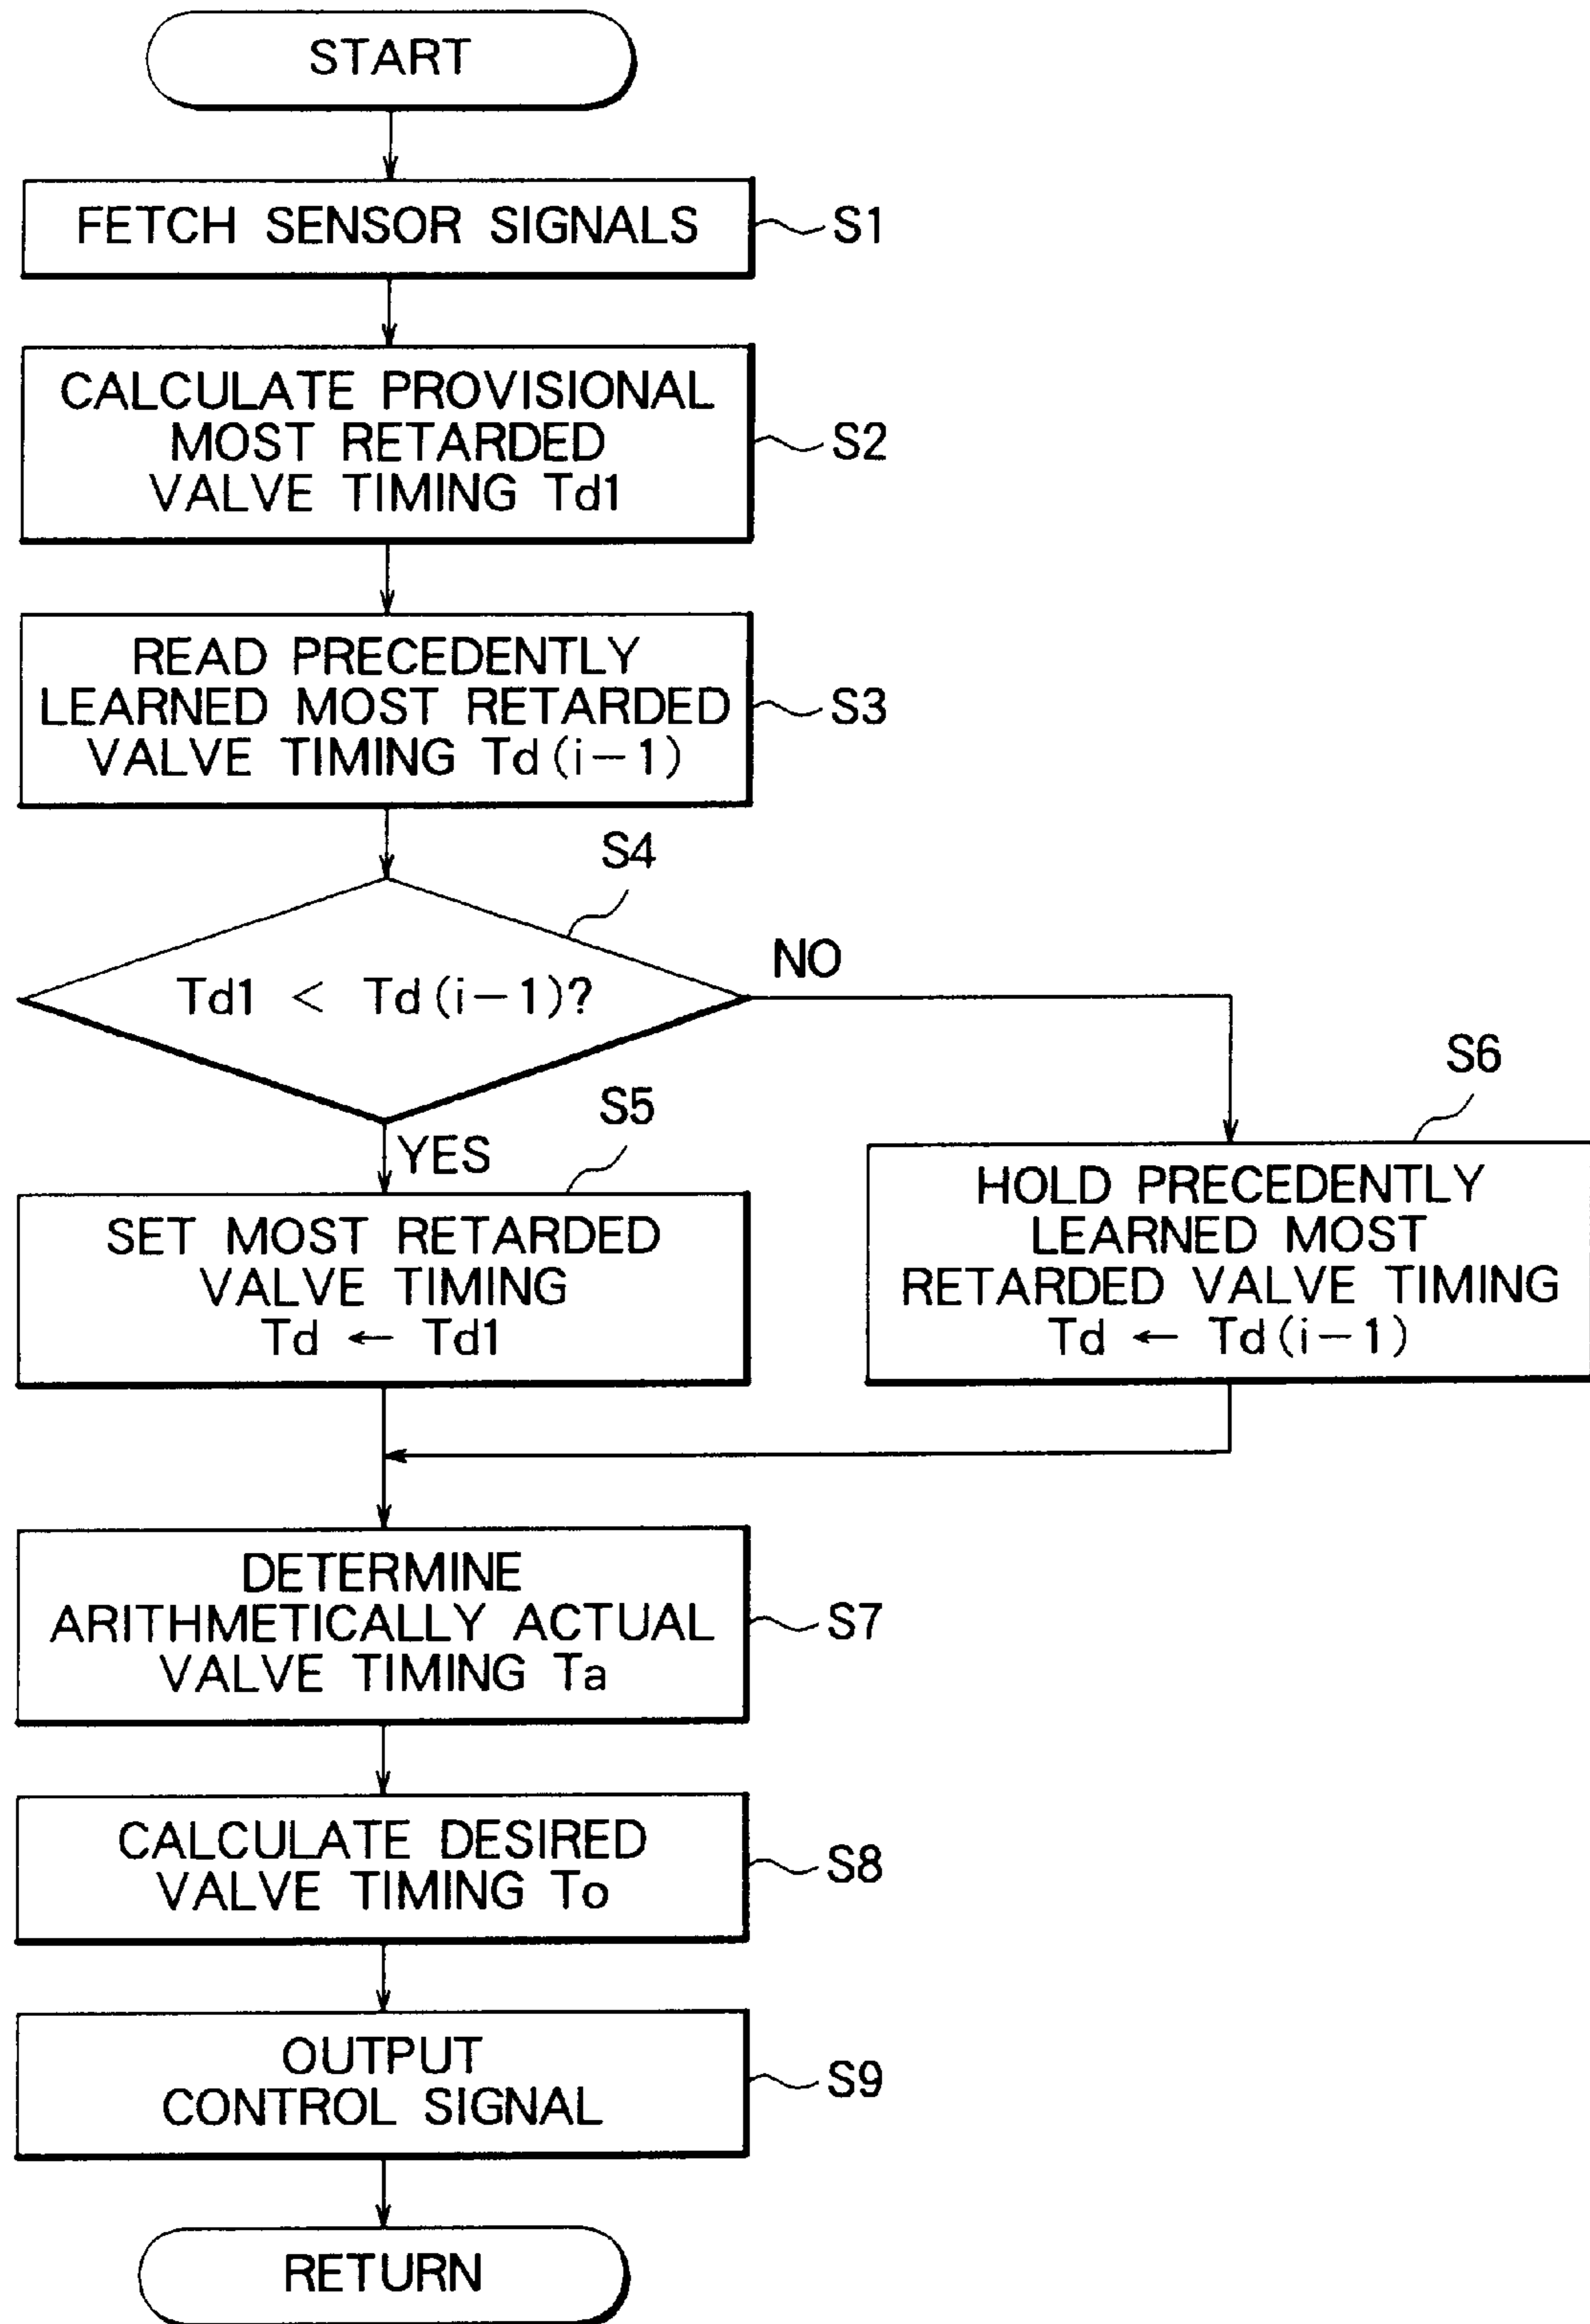 START
FETCH SENSOR SIGNALS
S1
CALCULATE PROVISIONAL
MOST RETARDED
VALVE TIMING Td1
S2
READ PRECEDENTLY
LEARNED MOST RETARDED
VALVE TIMING Td(i-1)
S3
S4
Td1 < Td(i-1)?
NO
YES
S5
SET MOST RETARDED
VALVE TIMING
Td ← Td1
S6
HOLD PRECEDENTLY
LEARNED MOST
RETARDED VALVE TIMING
Td ← Td(i-1)
DETERMINE
ARITHMETICALLY ACTUAL
VALVE TIMING Ta
S7
CALCULATE DESIRED
VALVE TIMING To
S8
OUTPUT
CONTROL SIGNAL
S9
RETURN